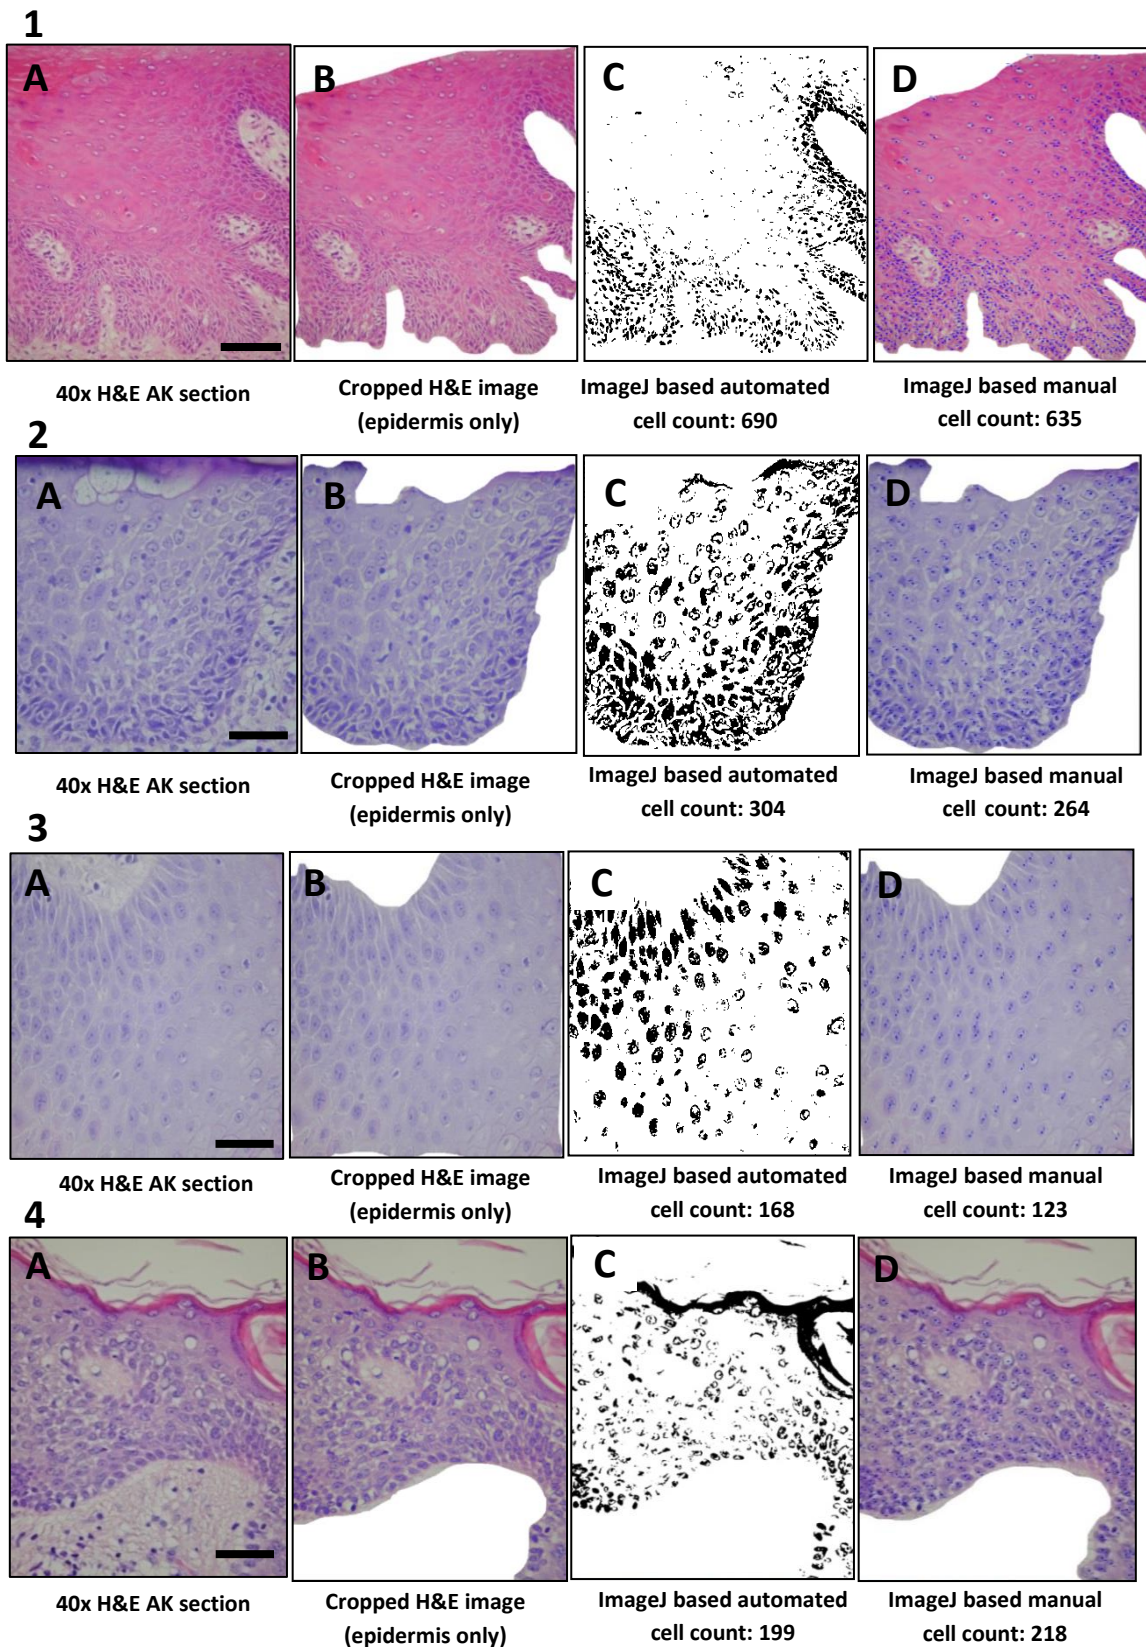 1
A B C D
40x H&E AK section
Cropped H&E image
(epidermis only)
ImageJ based automated
cell count: 690
ImageJ based manual
cell count: 635
2
A B C D
40x H&E AK section
Cropped H&E image
(epidermis only)
ImageJ based automated
cell count: 304
ImageJ based manual
cell count: 264
3
A B C D
40x H&E AK section
Cropped H&E image
(epidermis only)
ImageJ based automated
cell count: 168
ImageJ based manual
cell count: 123
4
A B C D
40x H&E AK section
Cropped H&E image
(epidermis only)
ImageJ based automated
cell count: 199
ImageJ based manual
cell count: 218